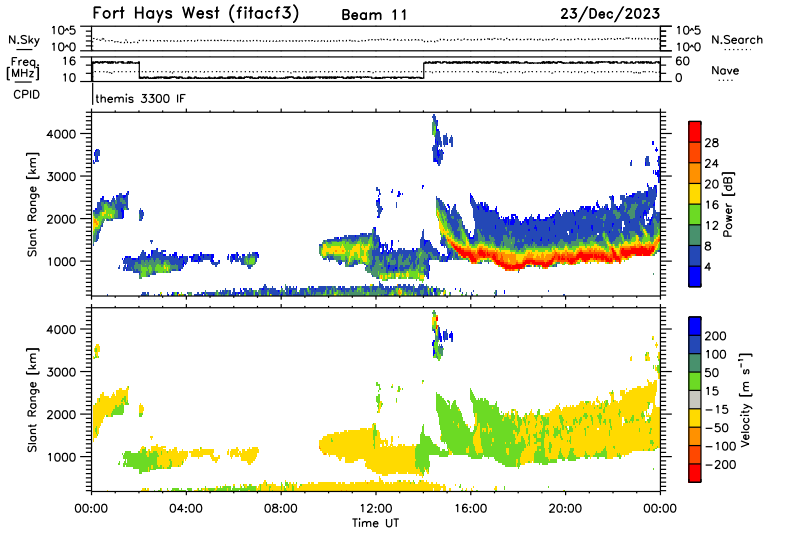 Fort Hays West (fitacf3) Beam 11 23/Dec/2023
N.Sky 10^5 10^0 10^5 10^0 N.Search
Freq. [MHz] 16 10 60 0 Nave
CPID themis 3300 IF
Slant Range [km] 4000 3000 2000 1000
Power [dB] 28 24 20 16 12 8 4
Slant Range [km] 4000 3000 2000 1000
Velocity [m s⁻¹] 200 100 50 15 −15 −50 −100 −200
00:00 04:00 08:00 12:00 16:00 20:00 00:00
Time UT